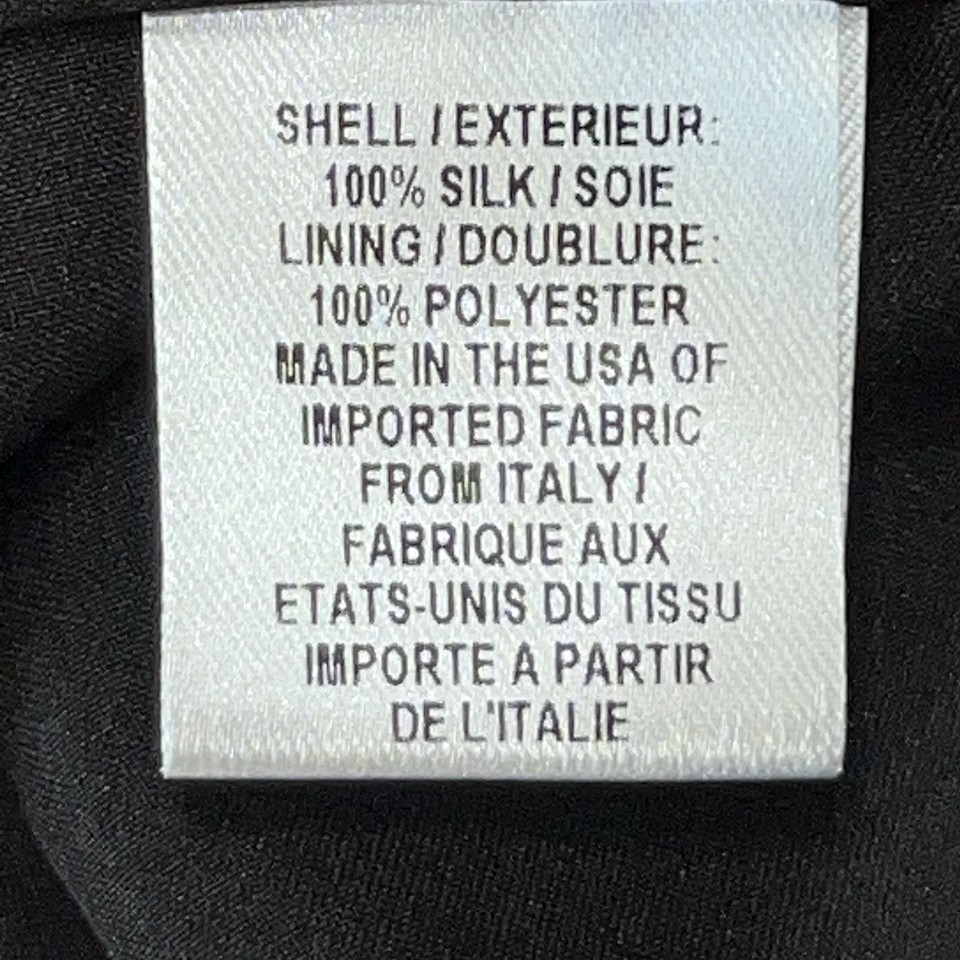 SHELL / EXTERIEUR:
100% SILK / SOIE
LINING / DOUBLURE:
100% POLYESTER
MADE IN THE USA OF
IMPORTED FABRIC
FROM ITALY /
FABRIQUE AUX
ETATS-UNIS DU TISSU
IMPORTE A PARTIR
DE L'ITALIE